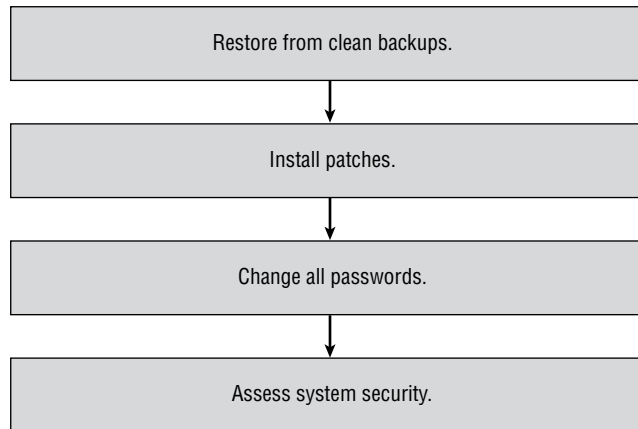 Restore from clean backups.
Install patches.
Change all passwords.
Assess system security.